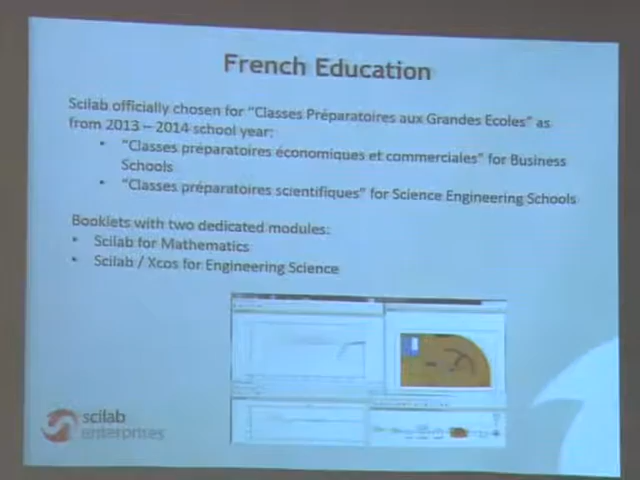 French Education
Scilab officially chosen for "Classes Préparatoires aux Grandes Ecoles" as
from 2013 – 2014 school year:
• "Classes préparatoires économiques et commerciales" for Business
Schools
• "Classes préparatoires scientifiques" for Science Engineering Schools
Booklets with two dedicated modules:
• Scilab for Mathematics
• Scilab / Xcos for Engineering Science
scilab
enterprises